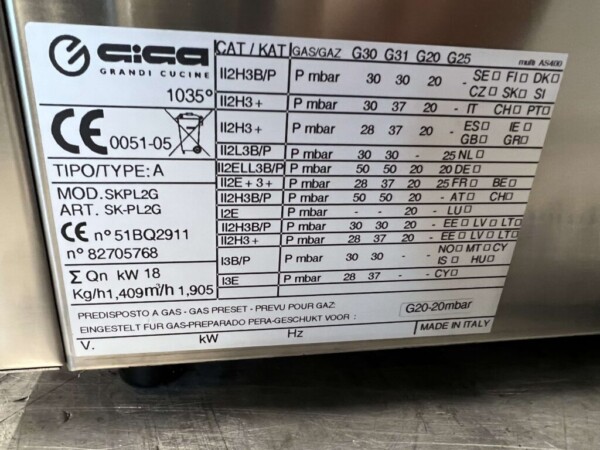 GIGA
GRANDI CUCINE
1035°
CE 0051-05
TIPO/TYPE: A
MOD. SKPL2G
ART. SK-PL2G
CE n° 51BQ2911
n° 82705768
Σ Qn kW 18
Kg/h 1,409 m³/h 1,905
CAT / KAT GAS/GAZ G30 G31 G20 G25 multi AS400
II2H3B/P P mbar 30 30 20 - SE□ FI□ DK□
CZ□ SK□ SI
II2H3+ P mbar 30 37 20 - IT CH□ PT□
II2H3+ P mbar 28 37 20 - ES□ IE□
GB□ GR□
II2L3B/P P mbar 30 30 - 25 NL□
II2ELL3B/P P mbar 50 50 20 20 DE□
II2E+3+ P mbar 28 37 20 25 FR□ BE□
II2H3B/P P mbar 50 50 20 - AT□ CH□
I2E P mbar - - 20 - LU□
II2H3B/P P mbar 30 30 20 - EE□ LV□ LT□
II2H3+ P mbar 28 37 20 - EE□ LV□ LT□
I3B/P P mbar 30 30 - - NO□ MT□ CY
IS□ HU□
I3E P mbar 28 37 - - CY□
PREDISPOSTO A GAS - GAS PRESET - PREVU POUR GAZ
EINGESTELT FUR GAS-PREPARADO PERA-GESCHUKT VOOR :
G20-20mbar
V. kW Hz
MADE IN ITALY